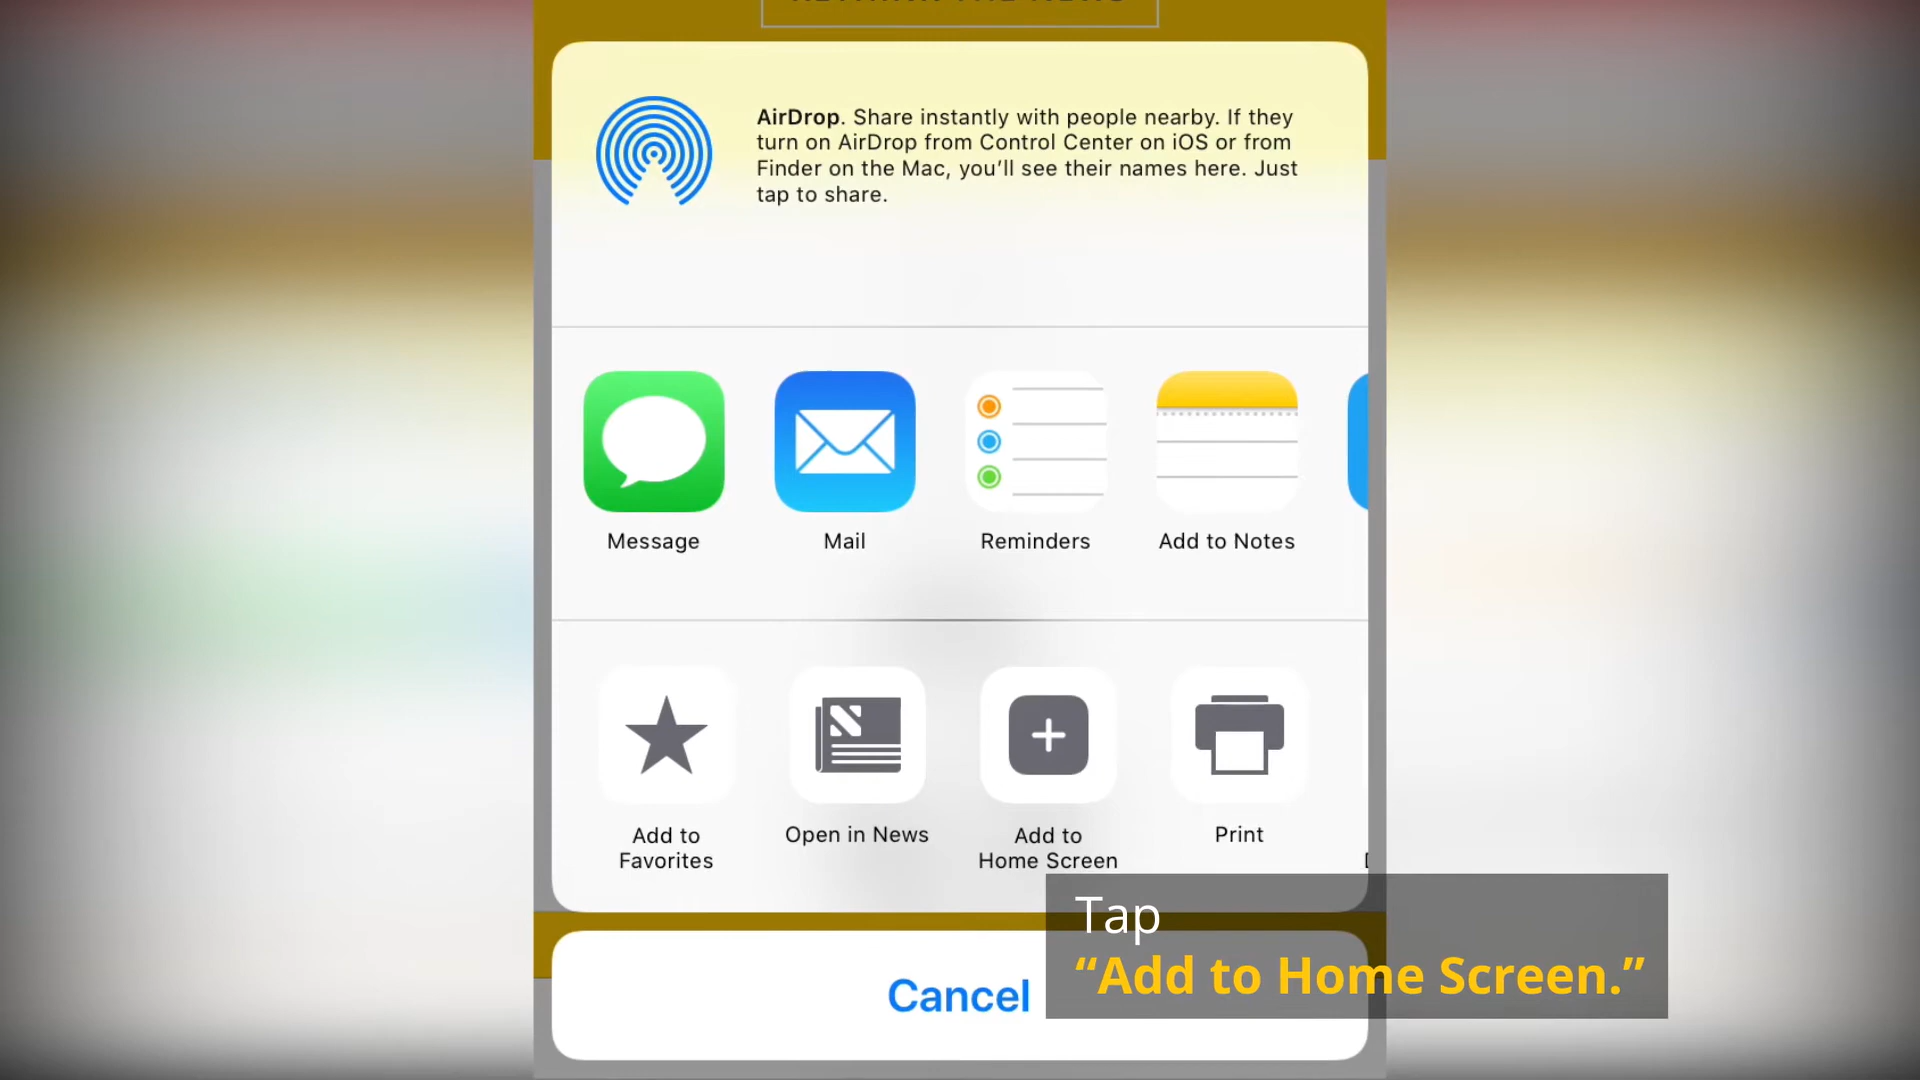 AirDrop. Share instantly with people nearby. If they
turn on AirDrop from Control Center on iOS or from
Finder on the Mac, you’ll see their names here. Just
tap to share.
Message
Mail
Reminders
Add to Notes
Add to
Favorites
Open in News
Add to
Home Screen
Print
Tap
“Add to Home Screen.”
Cancel